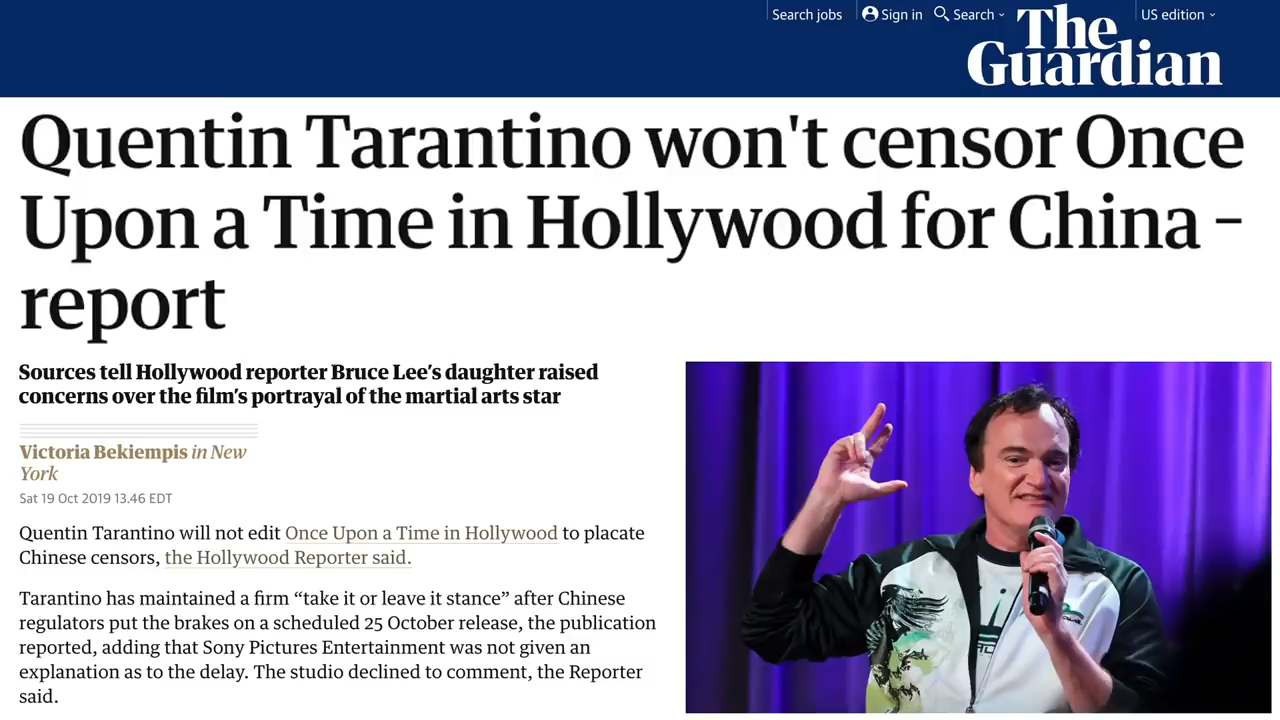 Search jobs
Sign in
Search
US edition
The
Guardian
Quentin Tarantino won't censor Once
Upon a Time in Hollywood for China –
report
Sources tell Hollywood reporter Bruce Lee’s daughter raised
concerns over the film’s portrayal of the martial arts star
Victoria Bekiempis in New
York
Sat 19 Oct 2019 13.46 EDT
Quentin Tarantino will not edit Once Upon a Time in Hollywood to placate
Chinese censors, the Hollywood Reporter said.
Tarantino has maintained a firm “take it or leave it stance” after Chinese
regulators put the brakes on a scheduled 25 October release, the publication
reported, adding that Sony Pictures Entertainment was not given an
explanation as to the delay. The studio declined to comment, the Reporter
said.